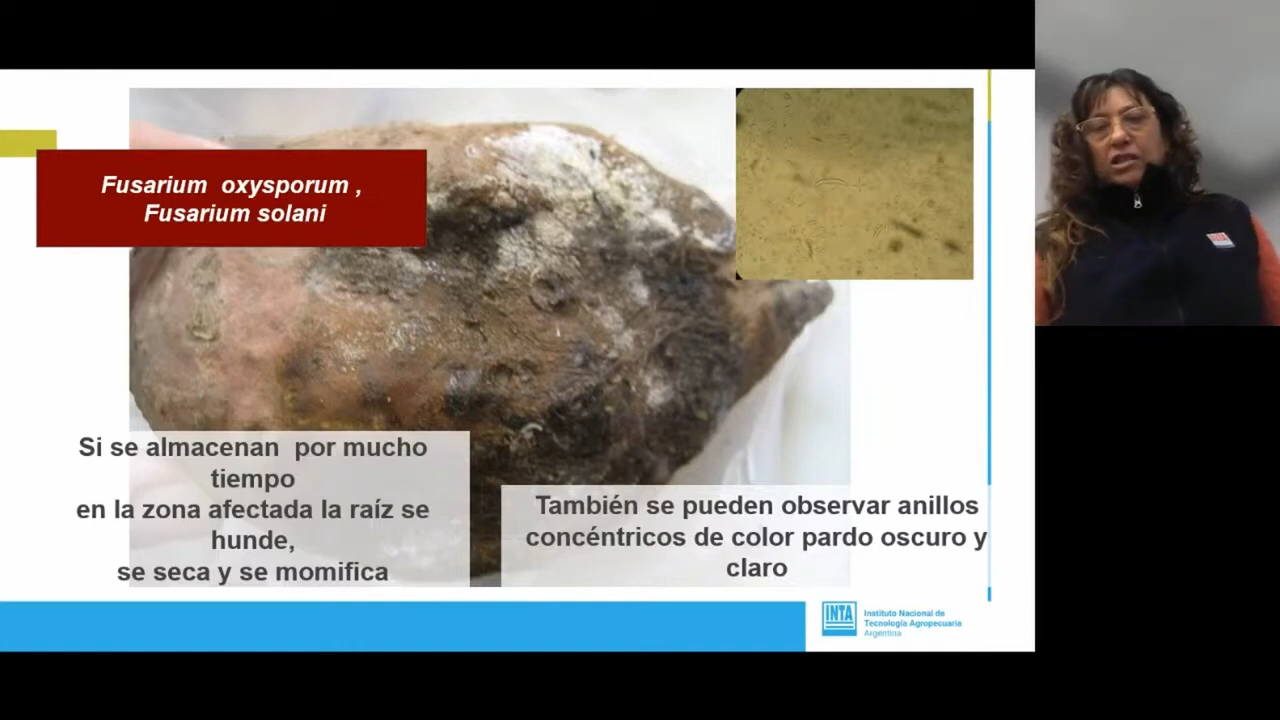 Fusarium oxysporum ,
Fusarium solani
Si se almacenan por mucho
tiempo
en la zona afectada la raíz se
hunde,
se seca y se momifica
También se pueden observar anillos
concéntricos de color pardo oscuro y
claro
INTA
Instituto Nacional de
Tecnología Agropecuaria
Argentina